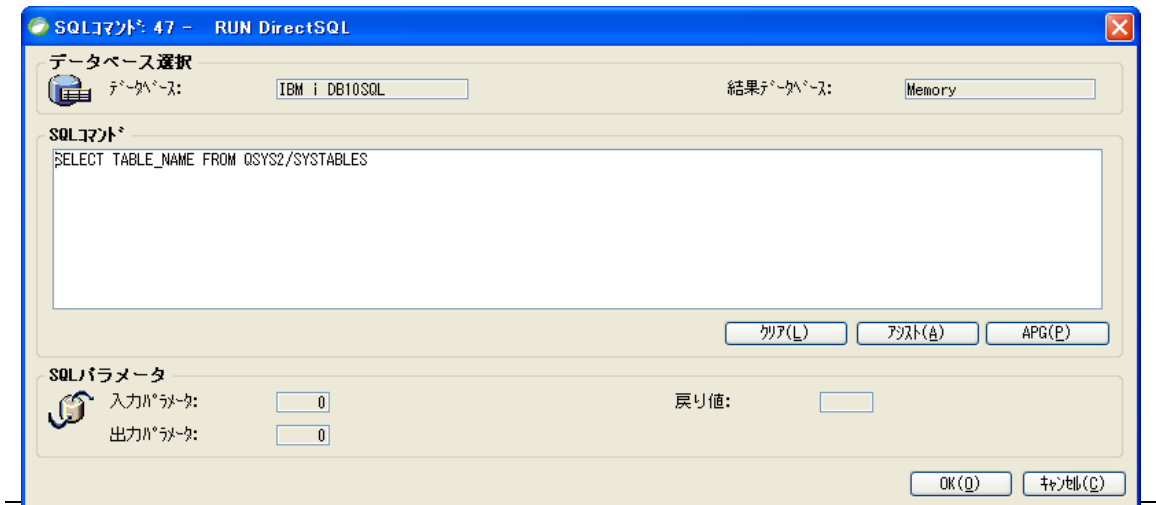 SQLｺﾏﾝﾄﾞ: 47 - RUN DirectSQL
データベース選択
ﾃﾞｰﾀﾍﾞｰｽ: IBM i DB10SQL 結果ﾃﾞｰﾀﾍﾞｰｽ: Memory
SQLｺﾏﾝﾄﾞ
SELECT TABLE_NAME FROM QSYS2/SYSTABLES
ｸﾘｱ(L) ｱｼｽﾄ(A) APG(P)
SQLパラメータ
入力ﾊﾟﾗﾒｰﾀ: 0 戻り値:
出力ﾊﾟﾗﾒｰﾀ: 0
OK(O) ｷｬﾝｾﾙ(C)